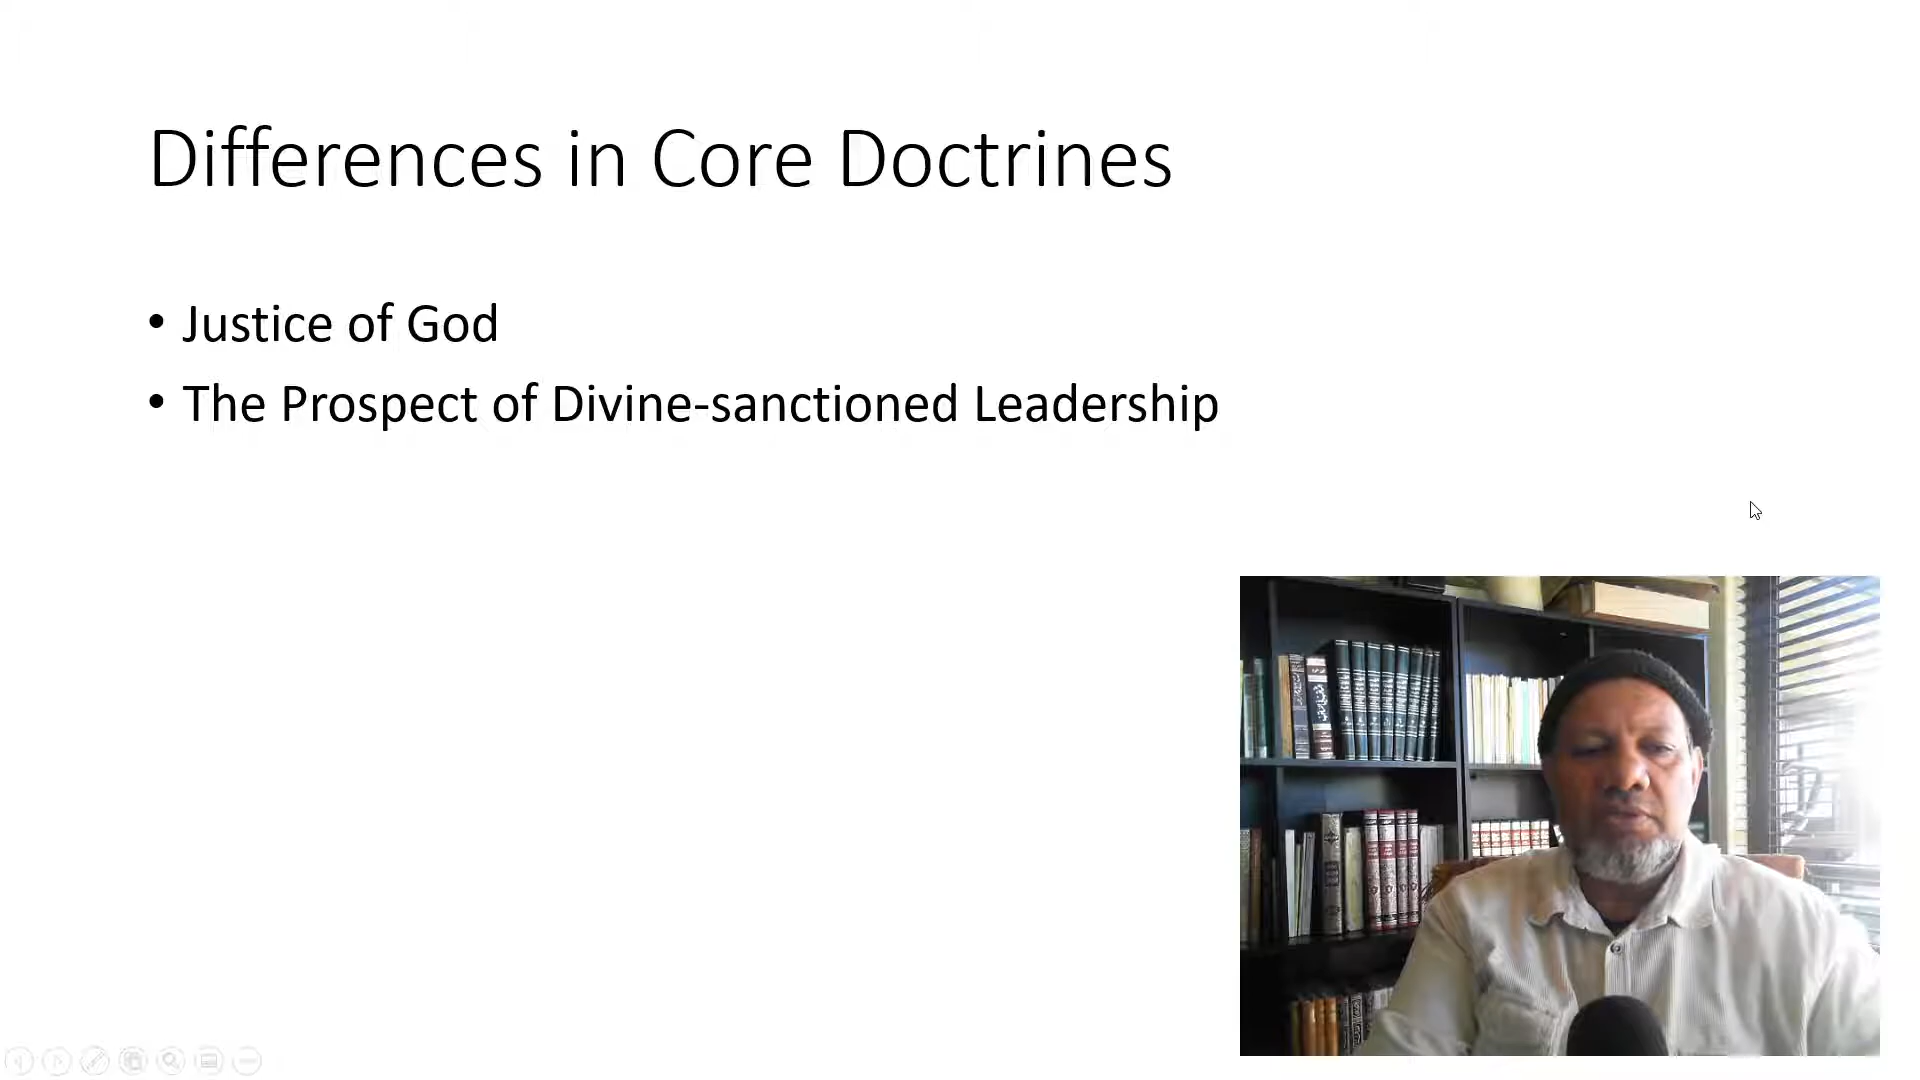 Differences in Core Doctrines
• Justice of God
• The Prospect of Divine-sanctioned Leadership